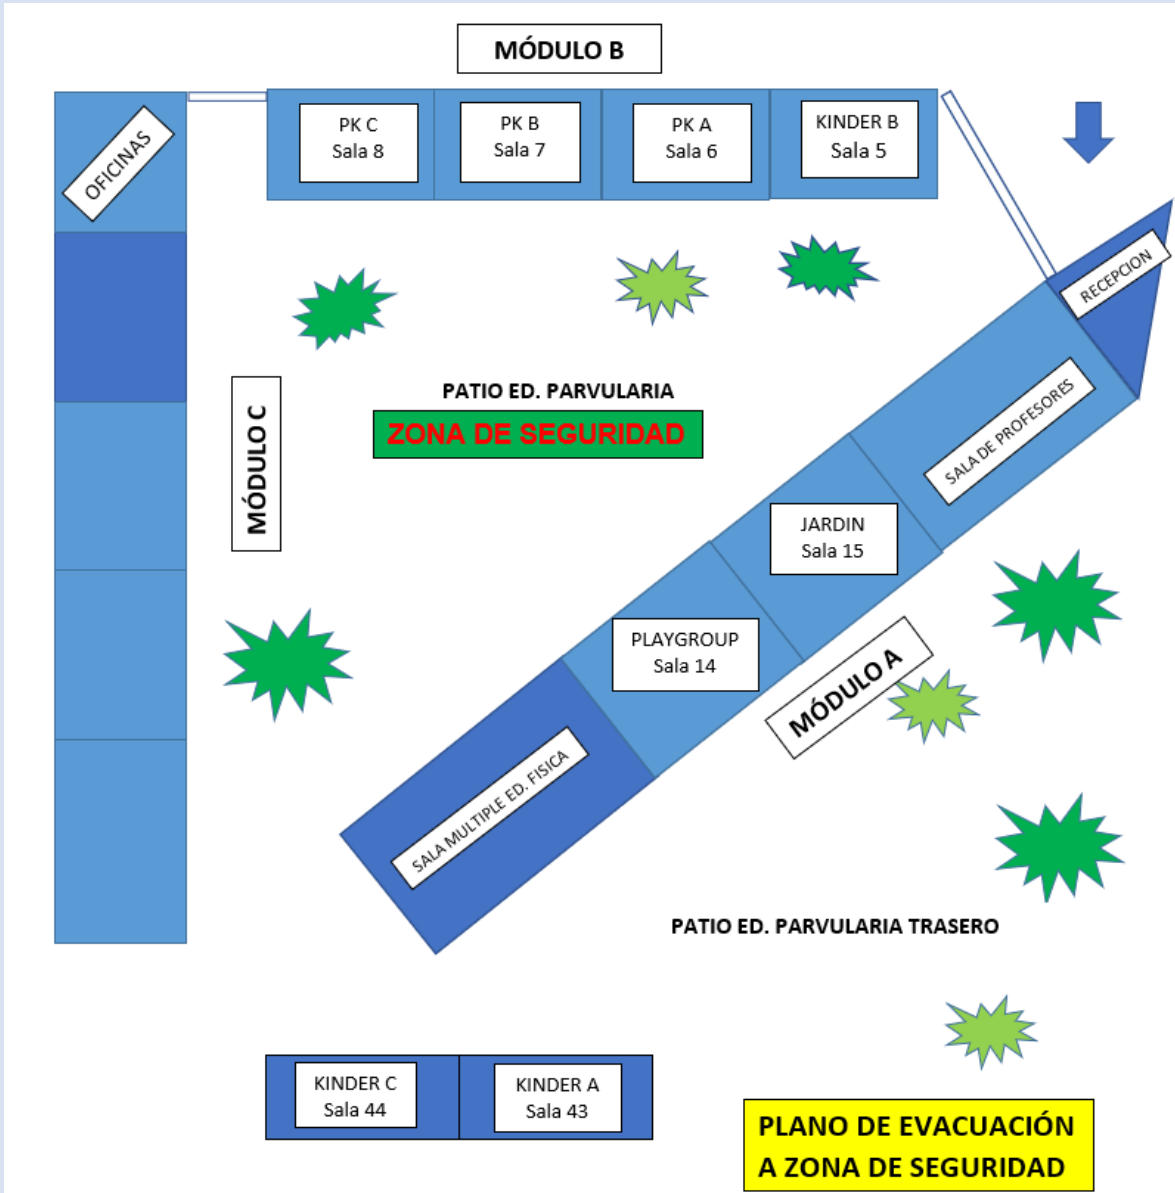 MÓDULO B
OFICINAS
PK C
Sala 8
PK B
Sala 7
PK A
Sala 6
KINDER B
Sala 5
RECEPCION
PATIO ED. PARVULARIA
ZONA DE SEGURIDAD
MÓDULO C
SALA DE PROFESORES
JARDIN
Sala 15
PLAYGROUP
Sala 14
MÓDULO A
SALA MULTIPLE ED. FISICA
PATIO ED. PARVULARIA TRASERO
KINDER C
Sala 44
KINDER A
Sala 43
PLANO DE EVACUACIÓN
A ZONA DE SEGURIDAD